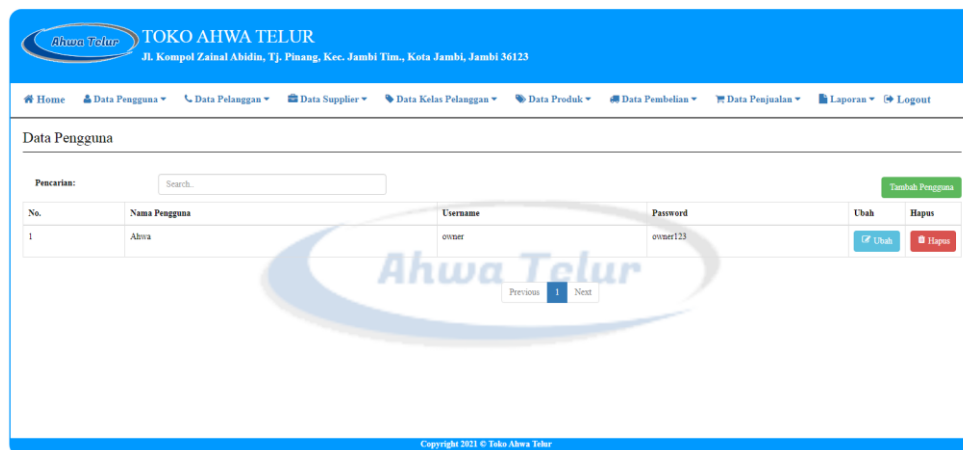 Ahwa Telur
TOKO AHWA TELUR
Jl. Kompol Zainal Abidin, Tj. Pinang, Kec. Jambi Tim., Kota Jambi, Jambi 36123
Home Data Pengguna Data Pelanggan Data Supplier Data Kelas Pelanggan Data Produk Data Pembelian Data Penjualan Laporan Logout
Data Pengguna
Pencarian: Search.. Tambah Pengguna
No. Nama Pengguna Username Password Ubah Hapus
1 Ahwa owner owner123 Ubah Hapus
Ahwa Telur
Previous 1 Next
Copyright 2021 © Toko Ahwa Telur